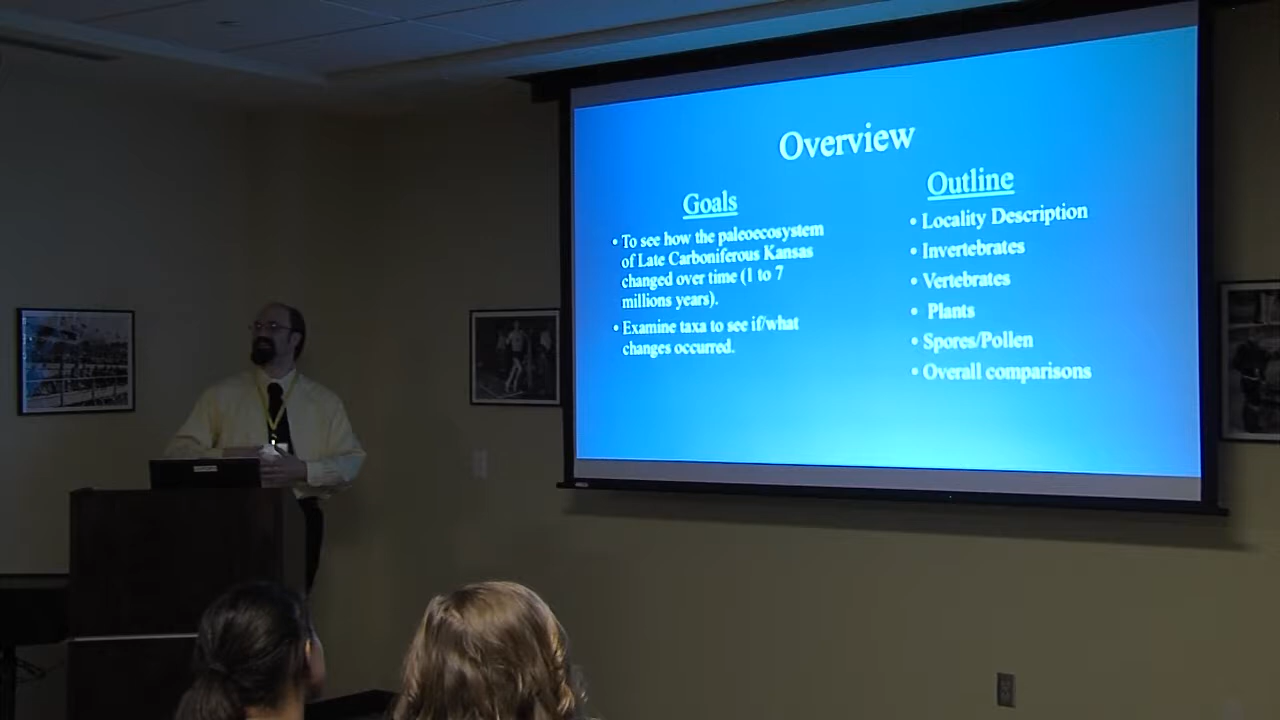 Overview
Goals
• To see how the paleoecosystem
of Late Carboniferous Kansas
changed over time (1 to 7
millions years).
• Examine taxa to see if/what
changes occurred.
Outline
• Locality Description
• Invertebrates
• Vertebrates
• Plants
• Spores/Pollen
• Overall comparisons